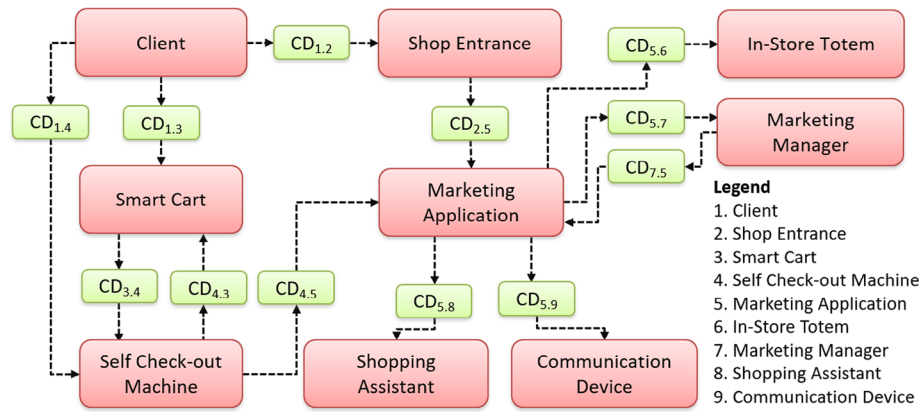 Client
CD1.2
Shop Entrance
CD5.6
In-Store Totem
CD1.4
CD1.3
CD2.5
CD5.7
Marketing
Manager
CD7.5
Smart Cart
Marketing
Application
Legend
1. Client
2. Shop Entrance
3. Smart Cart
4. Self Check-out Machine
5. Marketing Application
6. In-Store Totem
7. Marketing Manager
8. Shopping Assistant
9. Communication Device
CD3.4
CD4.3
CD4.5
CD5.8
CD5.9
Self Check-out
Machine
Shopping
Assistant
Communication
Device